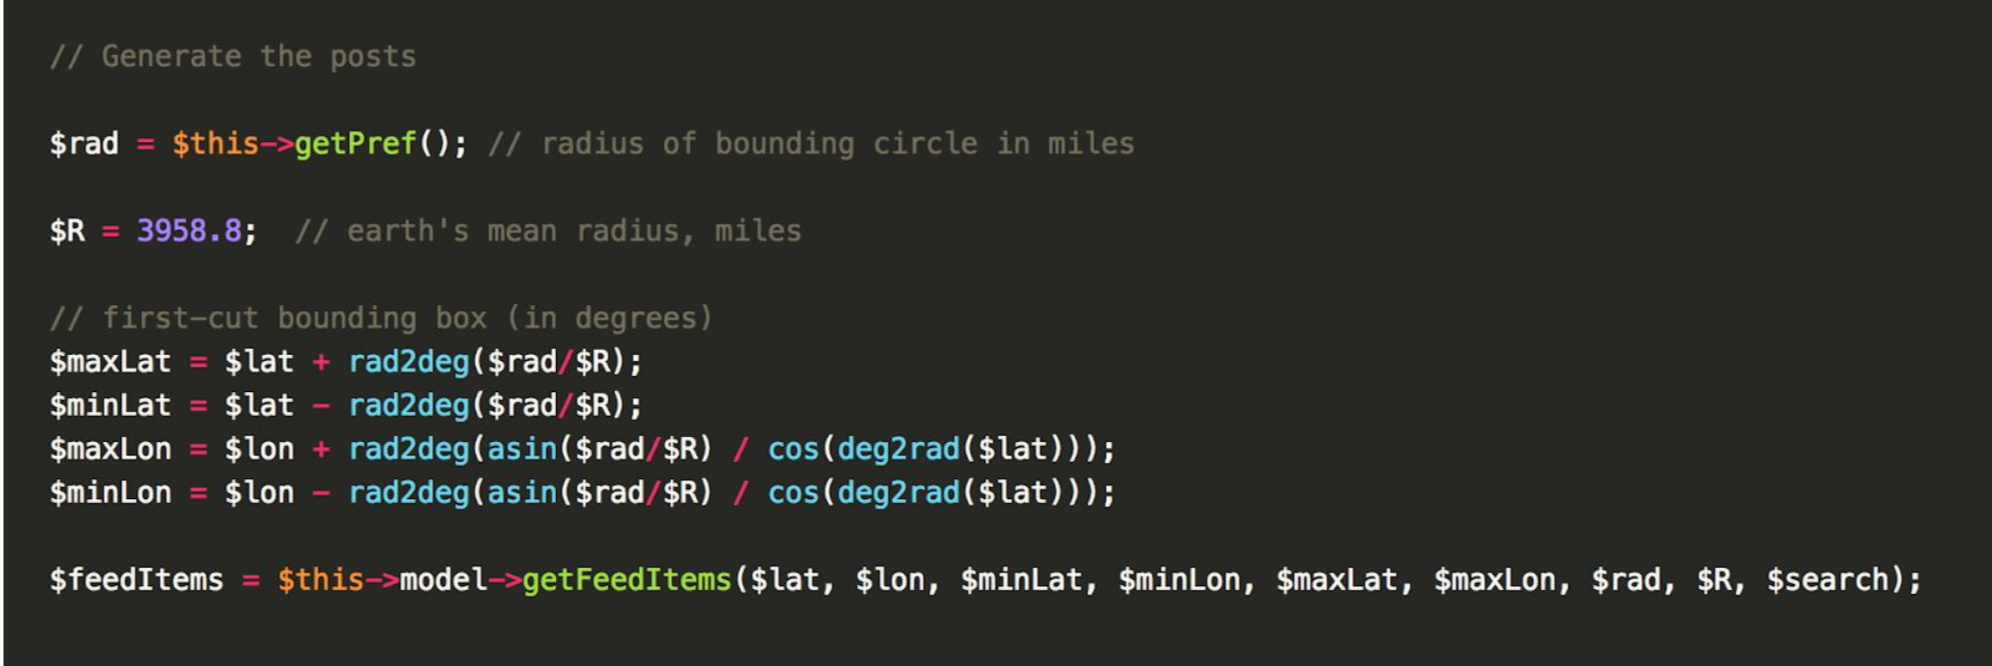 // Generate the posts
$rad = $this->getPref(); // radius of bounding circle in miles
$R = 3958.8;  // earth's mean radius, miles
// first-cut bounding box (in degrees)
$maxLat = $lat + rad2deg($rad/$R);
$minLat = $lat - rad2deg($rad/$R);
$maxLon = $lon + rad2deg(asin($rad/$R) / cos(deg2rad($lat)));
$minLon = $lon - rad2deg(asin($rad/$R) / cos(deg2rad($lat)));
$feedItems = $this->model->getFeedItems($lat, $lon, $minLat, $minLon, $maxLat, $maxLon, $rad, $R, $search);